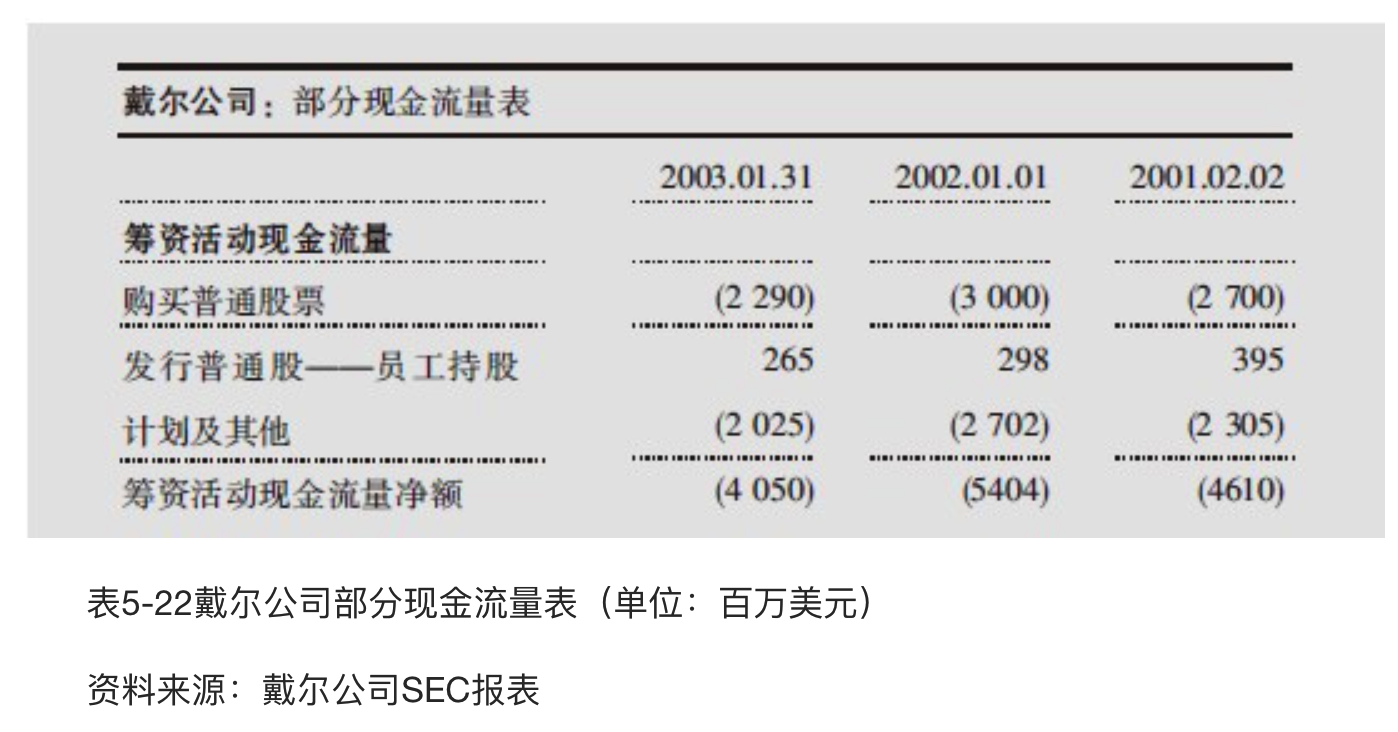 戴尔公司：部分现金流量表
2003.01.31 2002.01.01 2001.02.02
筹资活动现金流量
购买普通股票 (2 290) (3 000) (2 700)
发行普通股——员工持股 265 298 395
计划及其他 (2 025) (2 702) (2 305)
筹资活动现金流量净额 (4 050) (5404) (4610)
表5-22戴尔公司部分现金流量表（单位：百万美元）
资料来源：戴尔公司SEC报表